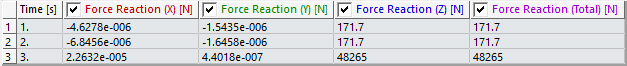 Time [s] Force Reaction (X) [N] Force Reaction (Y) [N] Force Reaction (Z) [N] Force Reaction (Total) [N]
1 1. -4.6278e-006 -1.5435e-006 171.7 171.7
2 2. -6.8456e-006 -1.6458e-006 171.7 171.7
3 3. 2.2632e-005 4.4018e-007 48265 48265